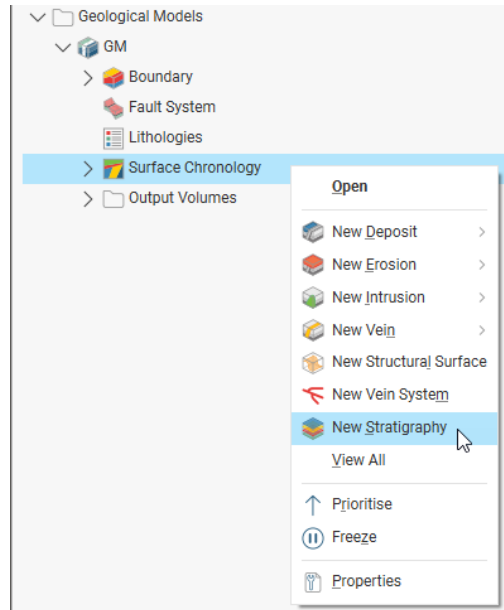 Geological Models
GM
Boundary
Fault System
Lithologies
Surface Chronology
Output Volumes
Open
New Deposit
New Erosion
New Intrusion
New Vein
New Structural Surface
New Vein System
New Stratigraphy
View All
Prioritise
Freeze
Properties